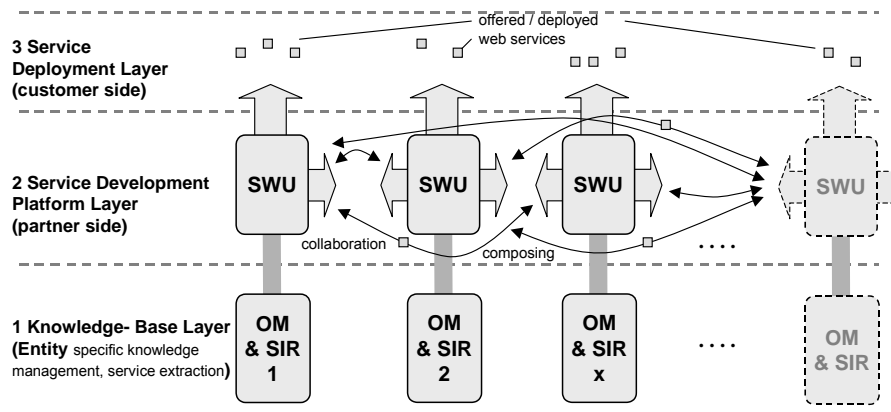 offered / deployed
web services
3 Service
Deployment Layer
(customer side)
2 Service Development
Platform Layer
(partner side)
SWU
SWU
SWU
SWU
collaboration
composing
. . . .
1 Knowledge- Base Layer
(Entity specific knowledge
management, service extraction)
OM
& SIR
1
OM
& SIR
2
OM
& SIR
x
. . . .
OM
& SIR